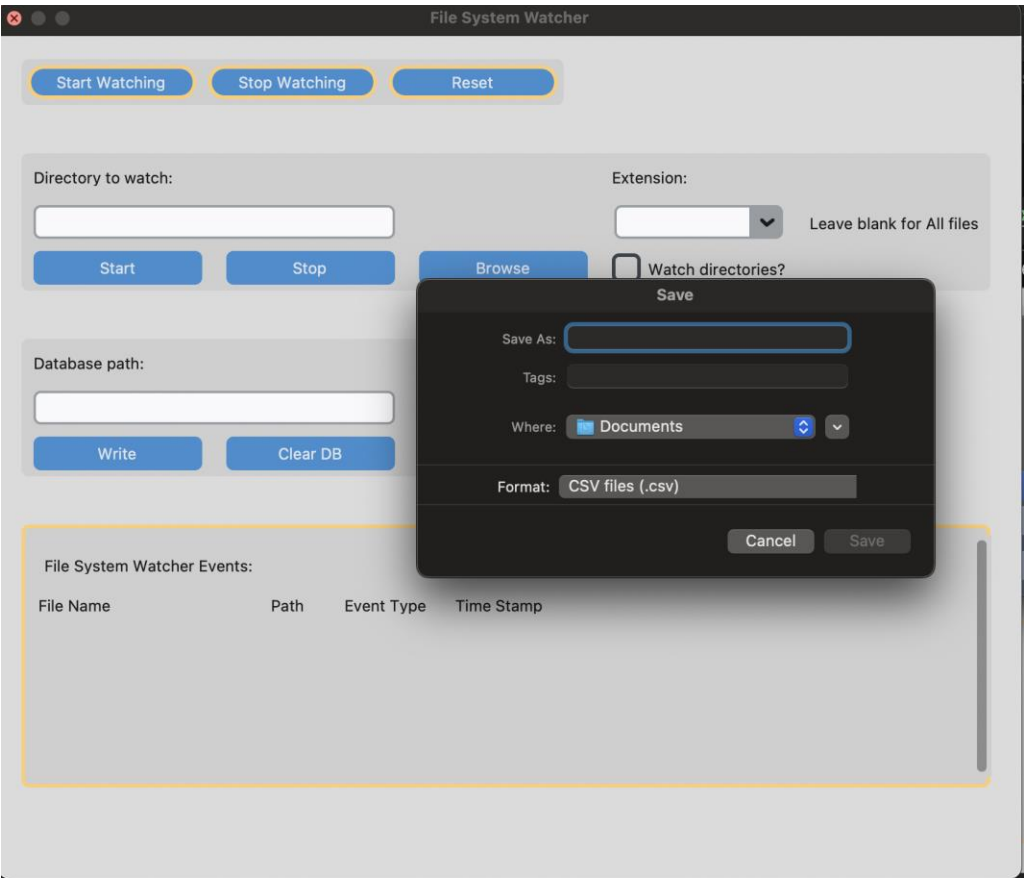 File System Watcher
Start Watching Stop Watching Reset
Directory to watch: Extension:
Leave blank for All files
Start Stop Browse Watch directories?
Database path:
Write Clear DB
Save
Save As:
Tags:
Where: Documents
Format: CSV files (.csv)
Cancel Save
File System Watcher Events:
File Name Path Event Type Time Stamp